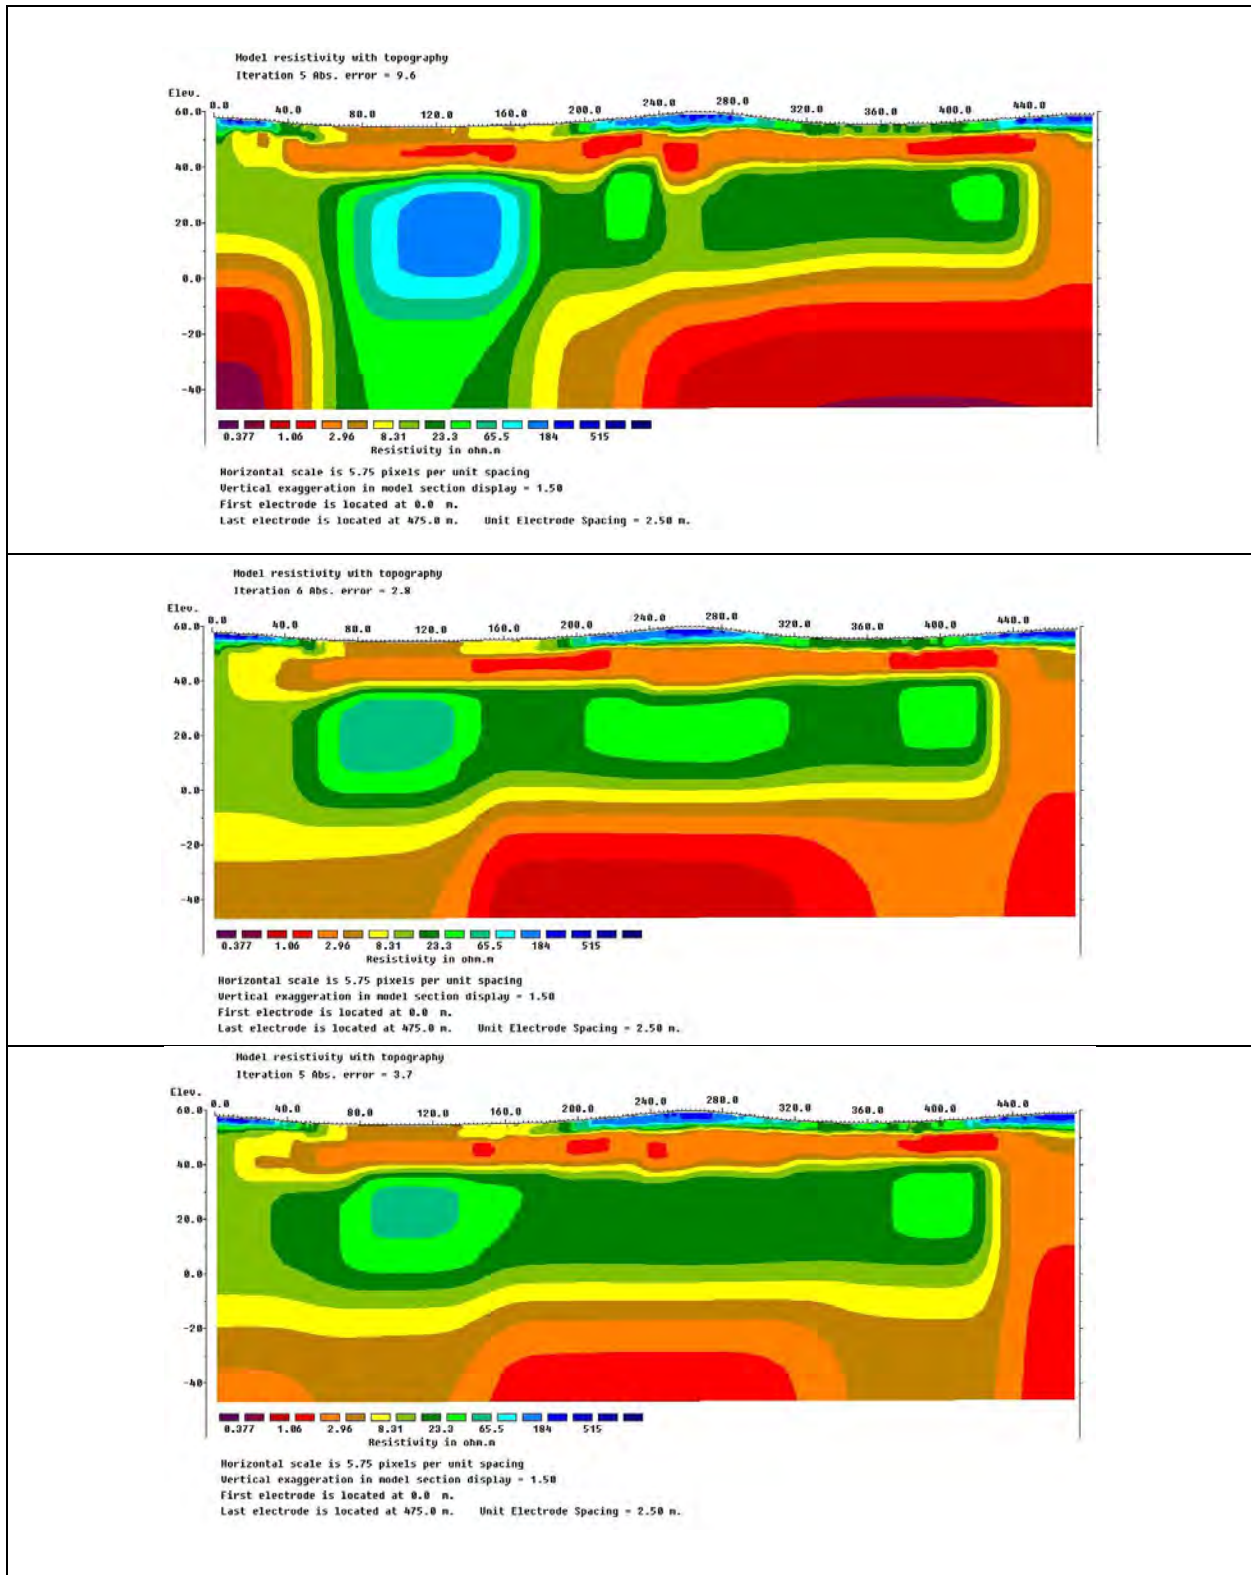 Model resistivity with topography
Iteration 5 Abs. error = 9.6
Elev.
0.0 40.0 80.0 120.0 160.0 200.0 240.0 280.0 320.0 360.0 400.0 440.0
60.0
40.0
20.0
0.0
-20
-40
0.377 1.06 2.96 8.31 23.3 65.5 184 515
Resistivity in ohm.m
Horizontal scale is 5.75 pixels per unit spacing
Vertical exaggeration in model section display = 1.50
First electrode is located at 0.0 m.
Last electrode is located at 475.0 m. Unit Electrode Spacing = 2.50 m.
Model resistivity with topography
Iteration 6 Abs. error = 2.8
Elev.
0.0 40.0 80.0 120.0 160.0 200.0 240.0 280.0 320.0 360.0 400.0 440.0
60.0
40.0
20.0
0.0
-20
-40
0.377 1.06 2.96 8.31 23.3 65.5 184 515
Resistivity in ohm.m
Horizontal scale is 5.75 pixels per unit spacing
Vertical exaggeration in model section display = 1.50
First electrode is located at 0.0 m.
Last electrode is located at 475.0 m. Unit Electrode Spacing = 2.50 m.
Model resistivity with topography
Iteration 5 Abs. error = 3.7
Elev.
0.0 40.0 80.0 120.0 160.0 200.0 240.0 280.0 320.0 360.0 400.0 440.0
60.0
40.0
20.0
0.0
-20
-40
0.377 1.06 2.96 8.31 23.3 65.5 184 515
Resistivity in ohm.m
Horizontal scale is 5.75 pixels per unit spacing
Vertical exaggeration in model section display = 1.50
First electrode is located at 0.0 m.
Last electrode is located at 475.0 m. Unit Electrode Spacing = 2.50 m.